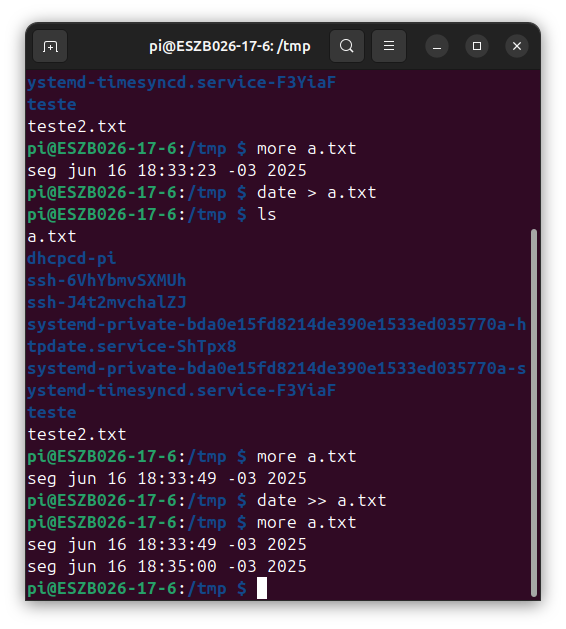 pi@ESZB026-17-6: /tmp
ystemd-timesyncd.service-F3YiaF
teste
teste2.txt
pi@ESZB026-17-6:/tmp $ more a.txt
seg jun 16 18:33:23 -03 2025
pi@ESZB026-17-6:/tmp $ date > a.txt
pi@ESZB026-17-6:/tmp $ ls
a.txt
dhcpcd-pi
ssh-6VhYbmvSXMUh
ssh-J4t2mvchalZJ
systemd-private-bda0e15fd8214de390e1533ed035770a-h
tpdate.service-ShTpx8
systemd-private-bda0e15fd8214de390e1533ed035770a-s
ystemd-timesyncd.service-F3YiaF
teste
teste2.txt
pi@ESZB026-17-6:/tmp $ more a.txt
seg jun 16 18:33:49 -03 2025
pi@ESZB026-17-6:/tmp $ date >> a.txt
pi@ESZB026-17-6:/tmp $ more a.txt
seg jun 16 18:33:49 -03 2025
seg jun 16 18:35:00 -03 2025
pi@ESZB026-17-6:/tmp $